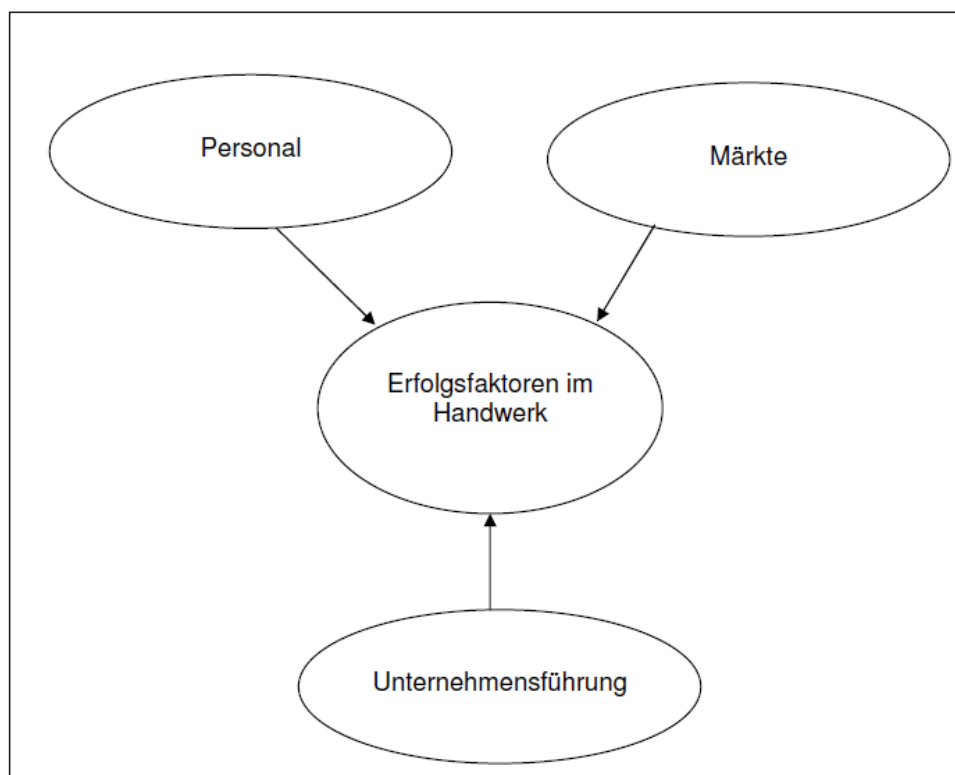 Personal
Märkte
Erfolgsfaktoren im
Handwerk
Unternehmensführung